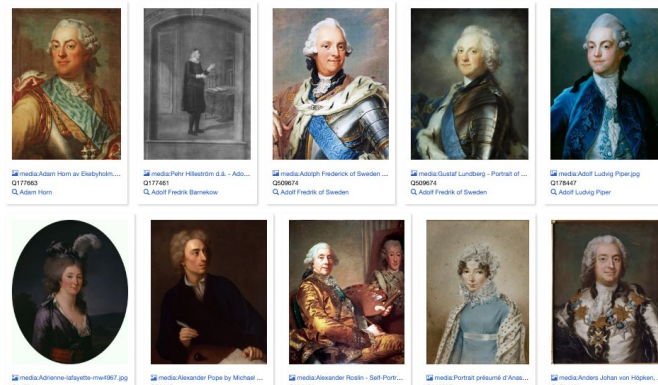 media:Adam Horn av Ekebyholm....
Q177663
Adam Horn
media:Pehr Hilleström d.ä. - Ado...
Q177461
Adolf Fredrik Barnekow
media:Adolph Frederick of Sweden ...
Q509674
Adolf Fredrik of Sweden
media:Gustaf Lundberg - Portrait of ...
Q509674
Adolf Fredrik of Sweden
media:Adolf Ludvig Piper.jpg
Q178447
Adolf Ludvig Piper
media:Adrienne-lafayette-mw4967.jpg
media:Alexander Pope by Michael ...
media:Alexander Roslin - Self-Portr...
media:Portrait présumé d'Anas...
media:Anders Johan von Höpken, ...